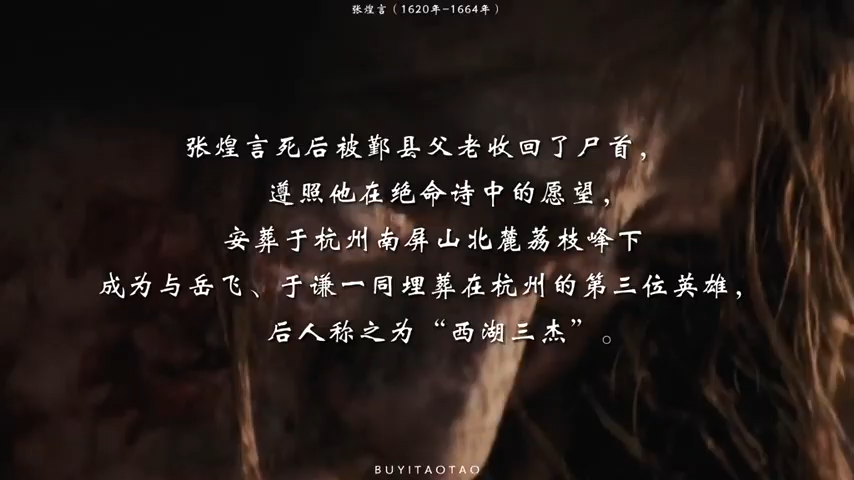 张煌言（1620年-1664年）
张煌言死后被鄞县父老收回了尸首，
遵照他在绝命诗中的愿望，
安葬于杭州南屏山北麓荔枝峰下
成为与岳飞、于谦一同埋葬在杭州的第三位英雄，
后人称之为“西湖三杰”。
BUYITAOTAO